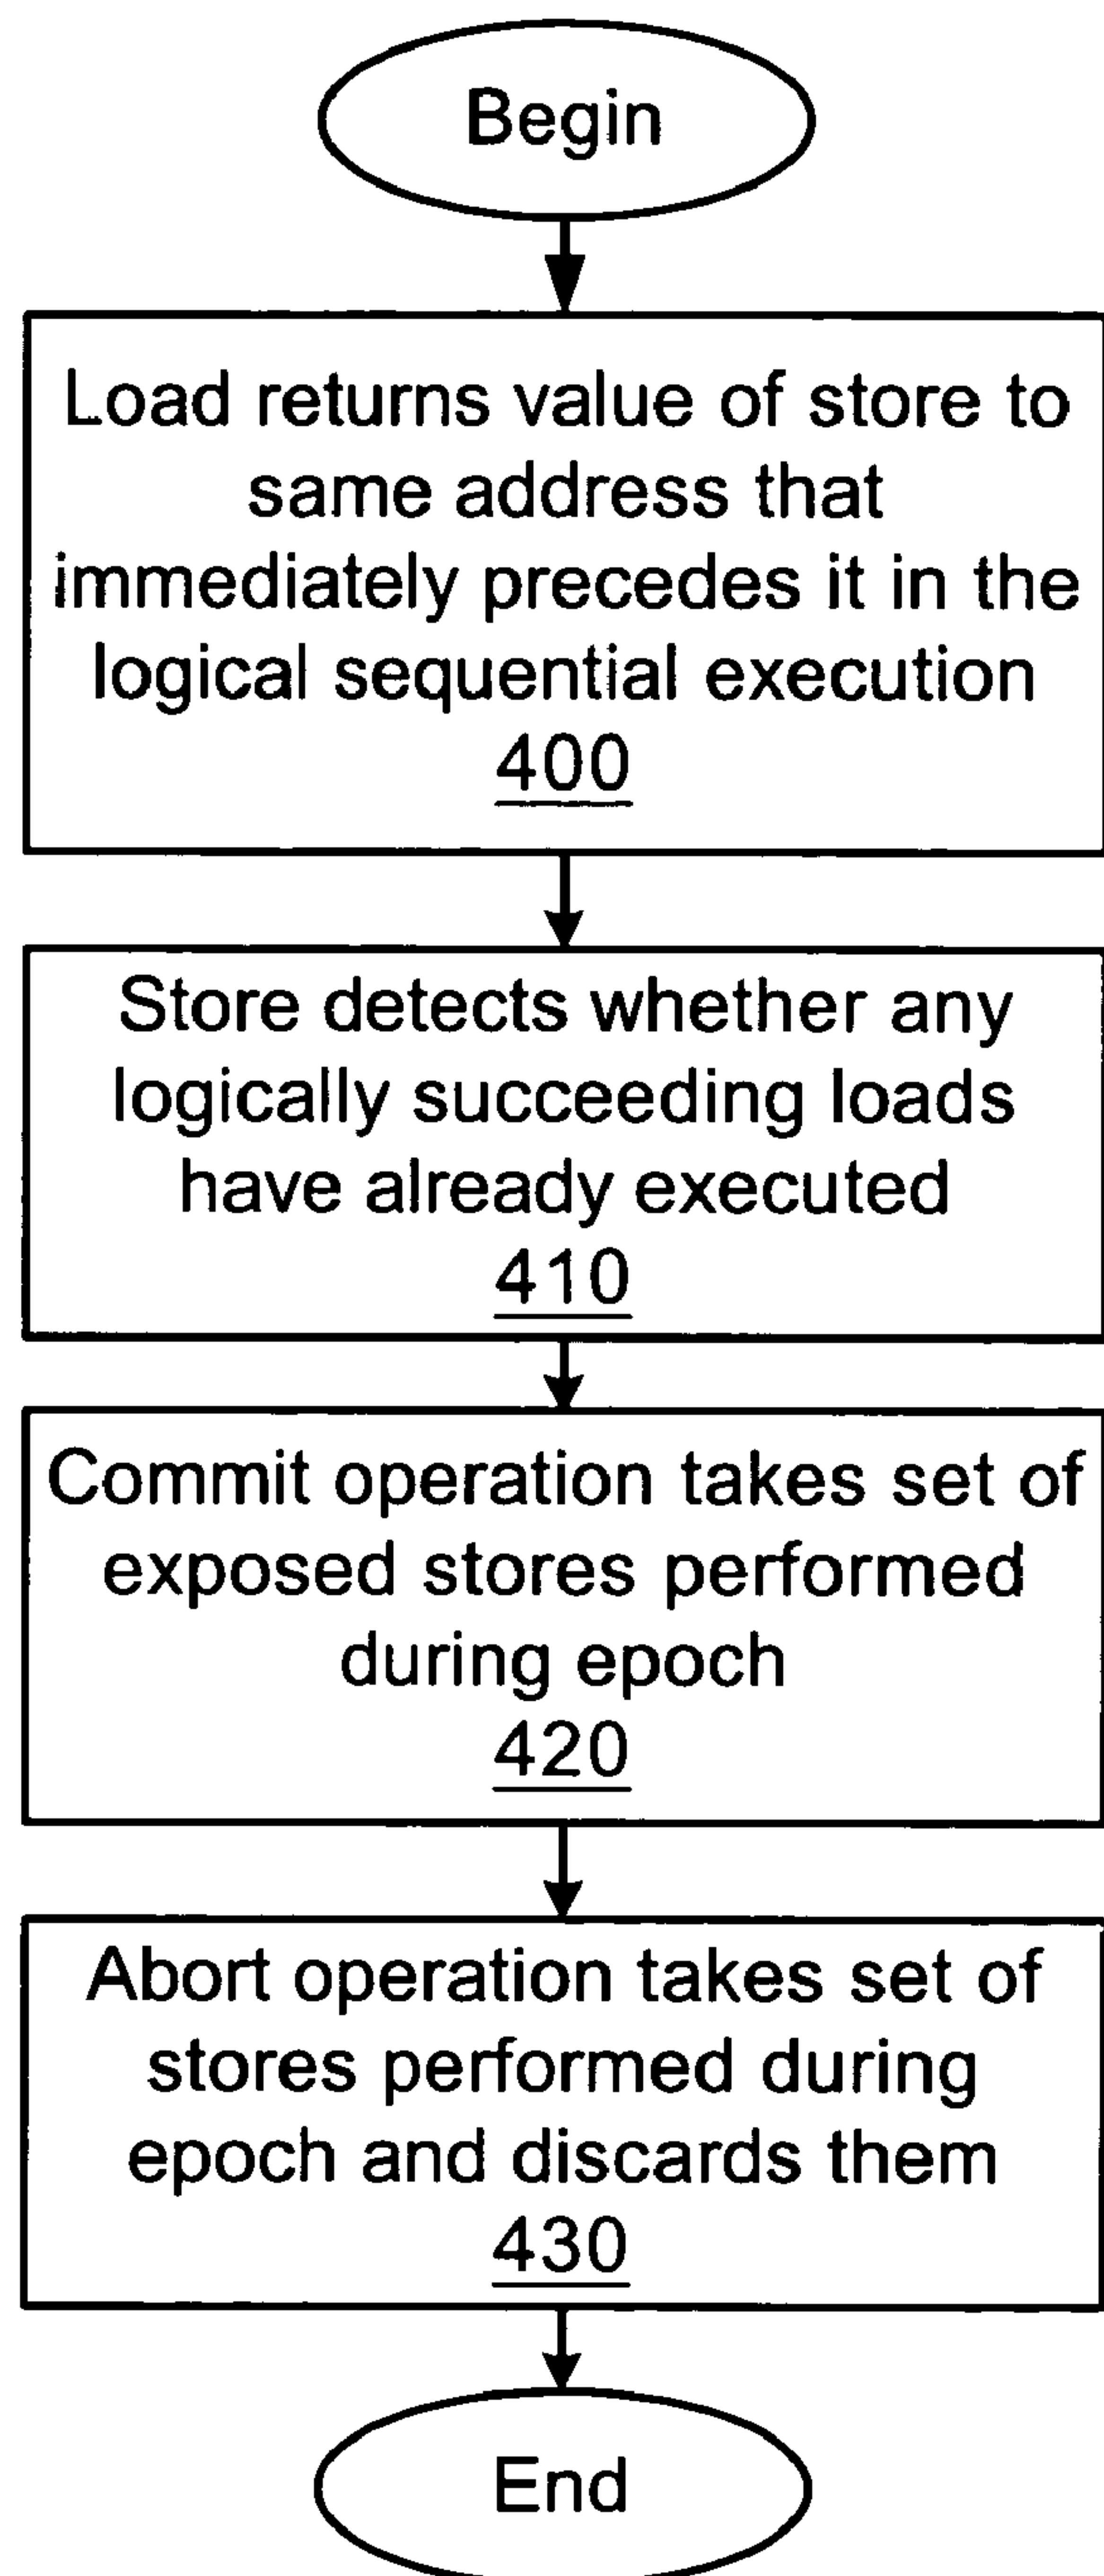 Begin
Load returns value of store to
same address that
immediately precedes it in the
logical sequential execution
400
Store detects whether any
logically succeeding loads
have already executed
410
Commit operation takes set of
exposed stores performed
during epoch
420
Abort operation takes set of
stores performed during
epoch and discards them
430
End